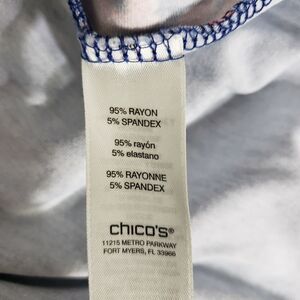 95% RAYON
5% SPANDEX
95% rayón
5% elastano
95% RAYONNE
5% SPANDEX
chico's®
11215 METRO PARKWAY
FORT MYERS, FL 33966